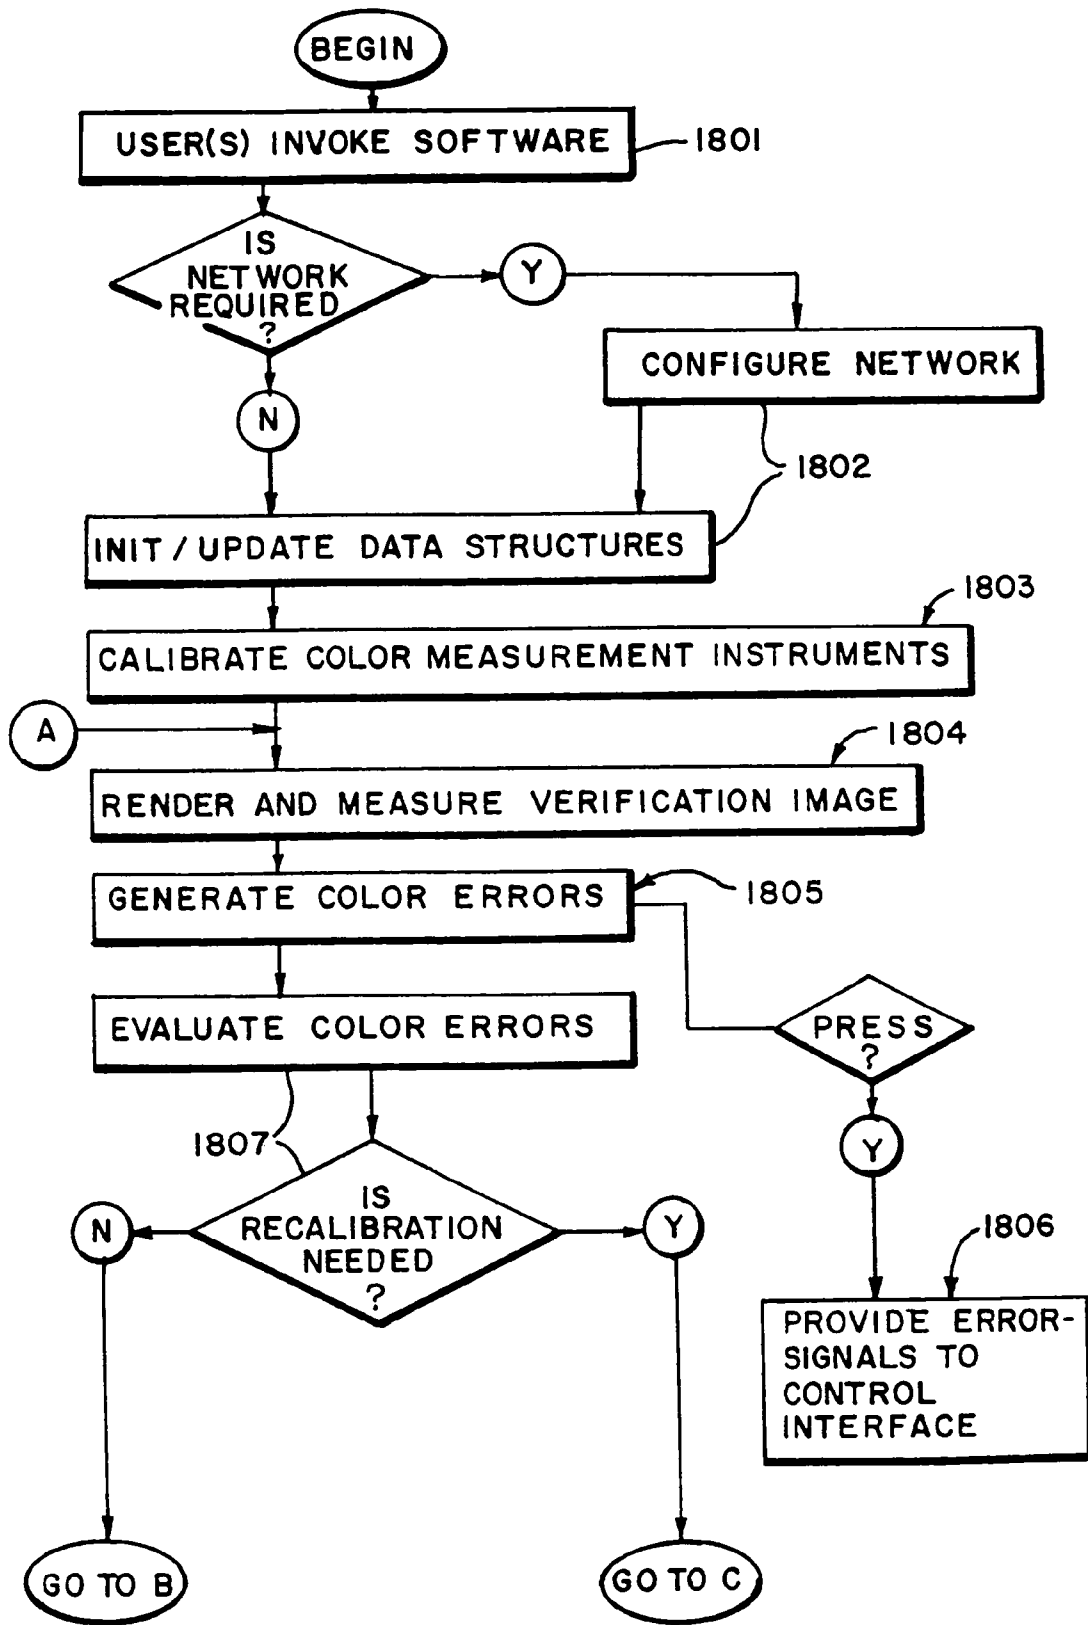 BEGIN
USER(S) INVOKE SOFTWARE
1801
IS
NETWORK
REQUIRED
?
Y
CONFIGURE NETWORK
N
1802
INIT / UPDATE DATA STRUCTURES
1803
CALIBRATE COLOR MEASUREMENT INSTRUMENTS
A
1804
RENDER AND MEASURE VERIFICATION IMAGE
GENERATE COLOR ERRORS
1805
EVALUATE COLOR ERRORS
PRESS
?
1807
Y
IS
RECALIBRATION
NEEDED
?
N
Y
1806
PROVIDE ERROR-
SIGNALS TO
CONTROL
INTERFACE
GO TO B
GO TO C